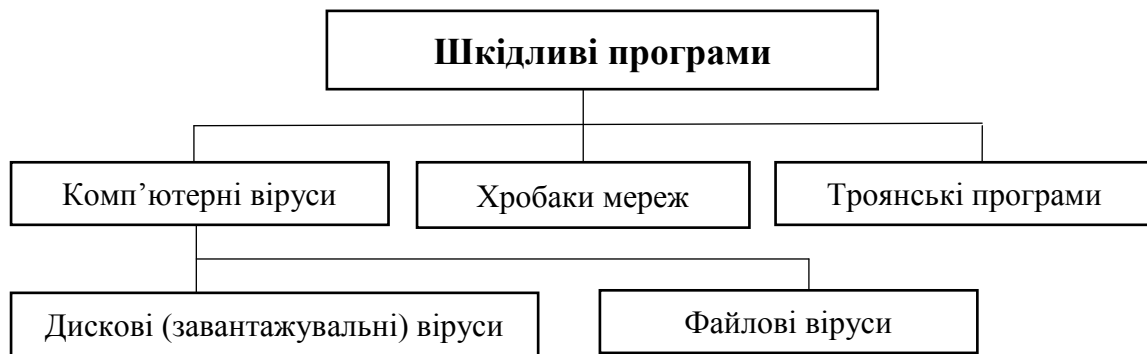 Шкідливі програми
Комп’ютерні віруси
Хробаки мереж
Троянські програми
Дискові (завантажувальні) віруси
Файлові віруси